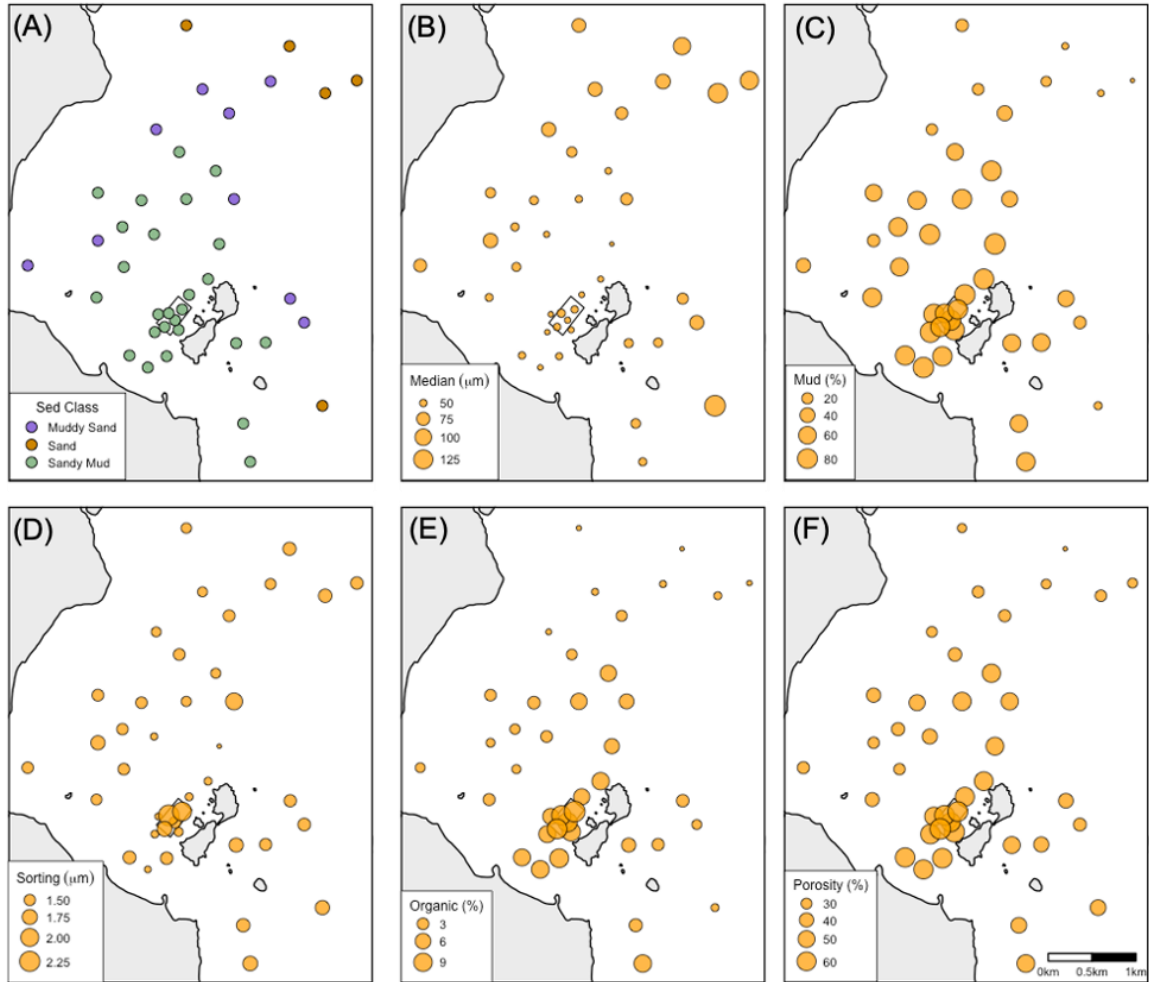 (A)
Sed Class
Muddy Sand
Sand
Sandy Mud
(B)
Median (μm)
50
75
100
125
(C)
Mud (%)
20
40
60
80
(D)
Sorting (μm)
1.50
1.75
2.00
2.25
(E)
Organic (%)
3
6
9
(F)
Porosity (%)
30
40
50
60
0km 0.5km 1km